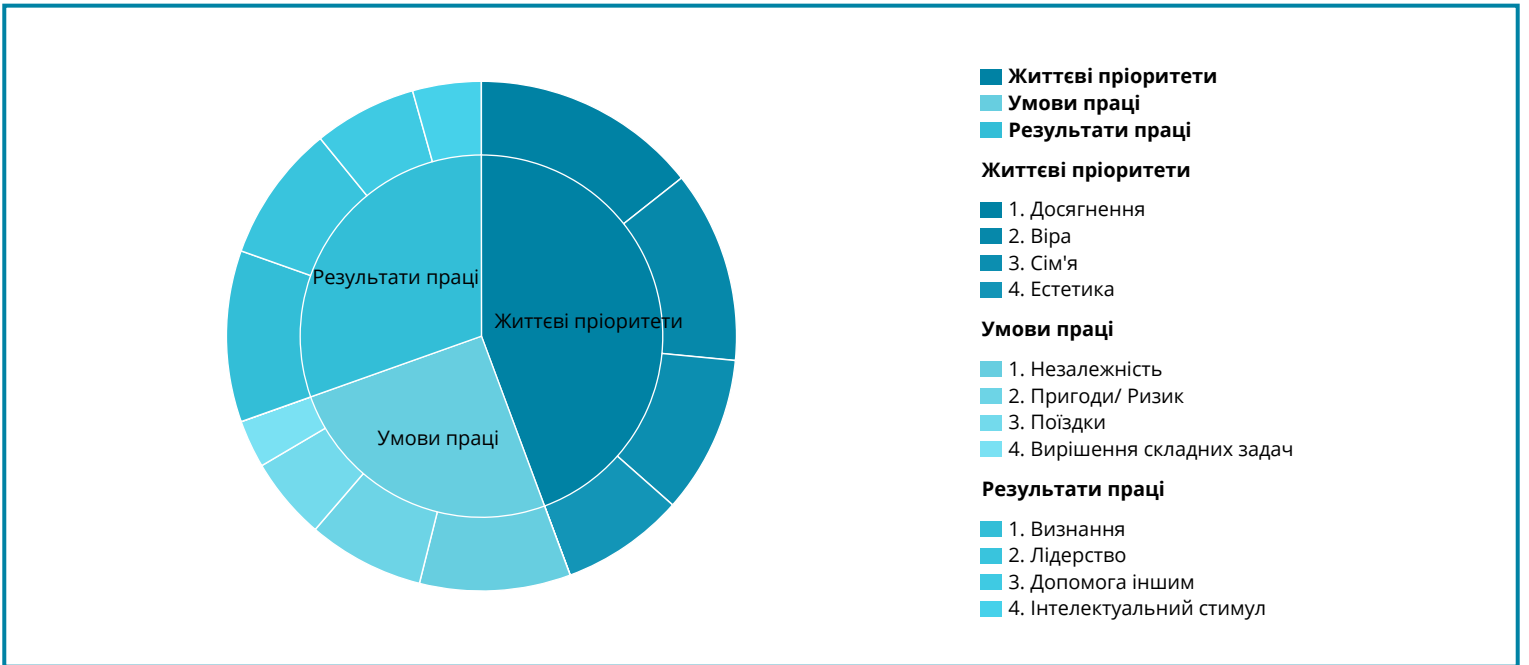 Життєві пріоритети
Умови праці
Результати праці
Життєві пріоритети
1. Досягнення
2. Віра
3. Сім'я
4. Естетика
Умови праці
1. Незалежність
2. Пригоди/ Ризик
3. Поїздки
4. Вирішення складних задач
Результати праці
1. Визнання
2. Лідерство
3. Допомога іншим
4. Інтелектуальний стимул
Результати праці
Життєві пріоритети
Умови праці